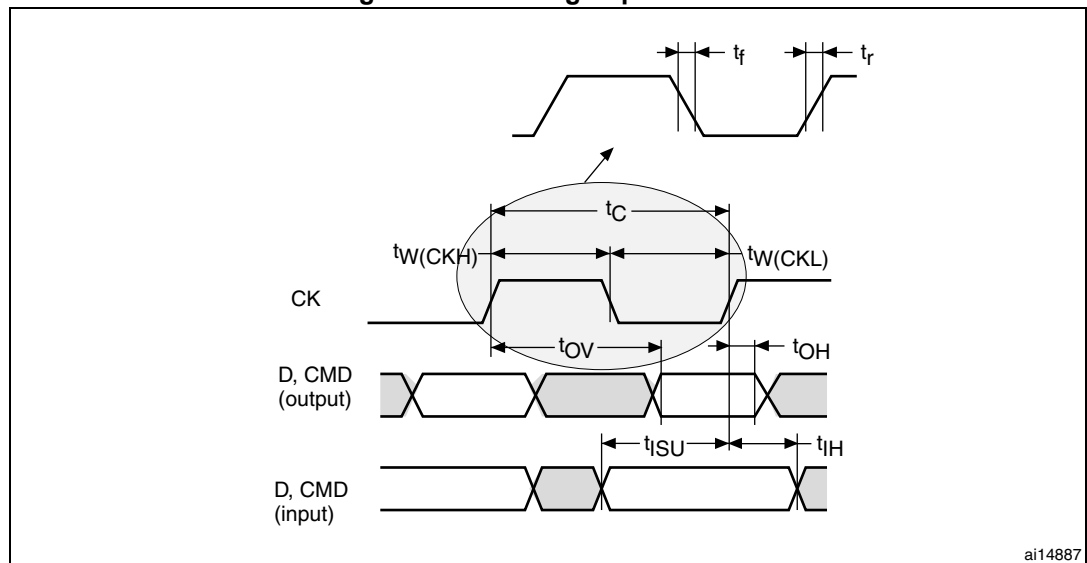 tf
tr
tC
tW(CKH)
tW(CKL)
CK
tOV
tOH
D, CMD
(output)
tISU
tIH
D, CMD
(input)
ai14887